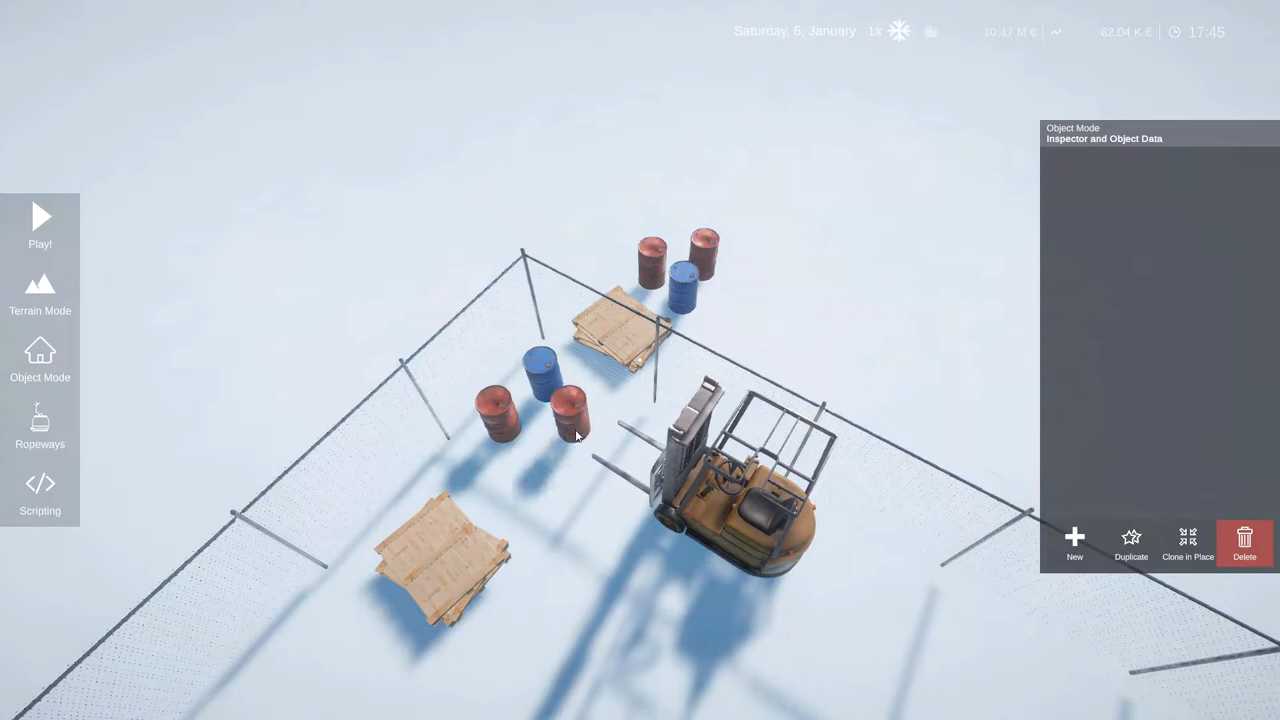 Saturday, 6, January 1x -10.47 M € 82.04 K € 17:45
Object Mode
Inspector and Object Data
Play!
Terrain Mode
Object Mode
Ropeways
Scripting
New Duplicate Clone in Place Delete